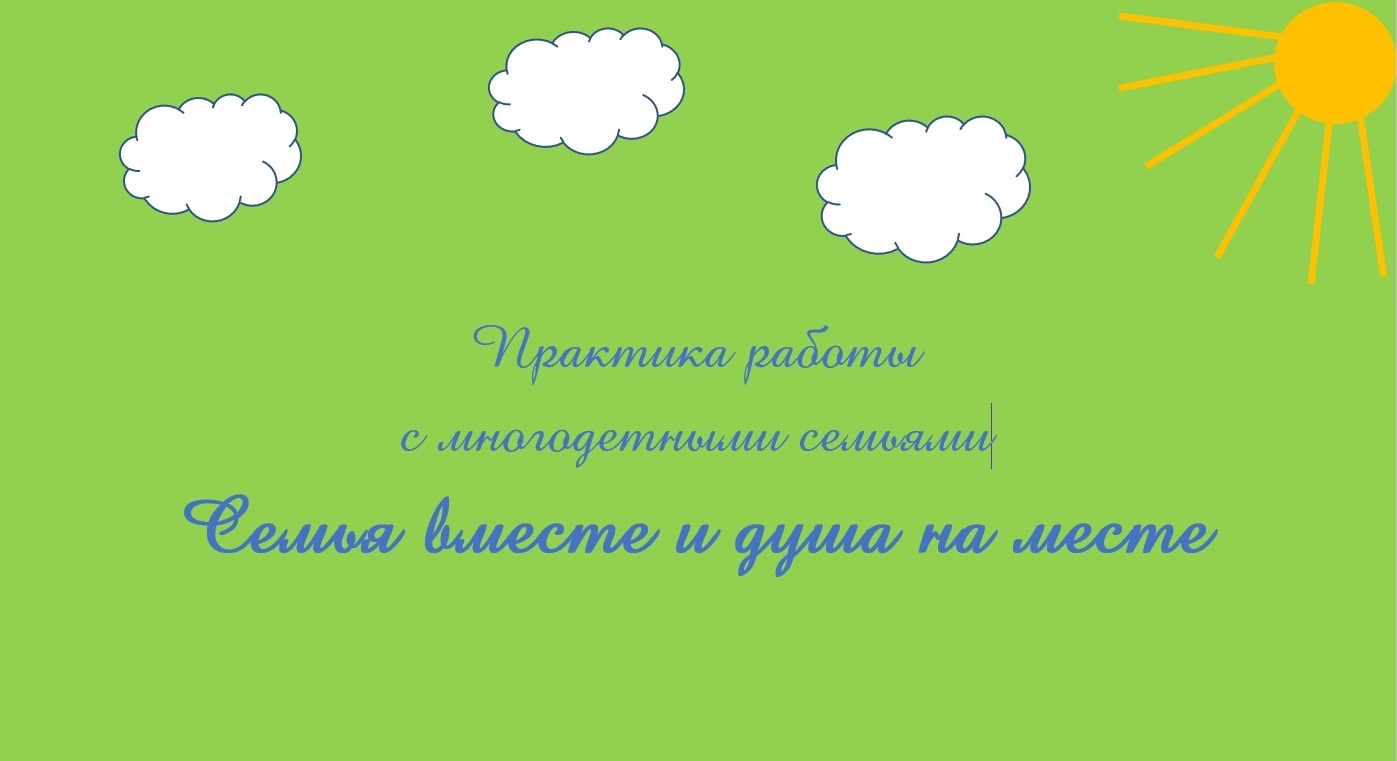 Практика работы
с многодетными семьями
Семья вместе и душа на месте